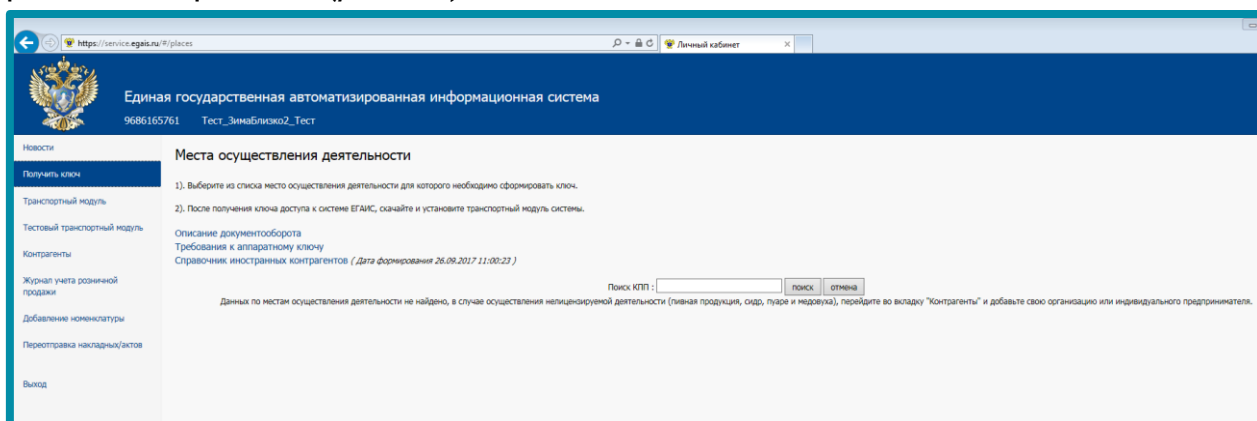 https://service.egais.ru/#/places
Личный кабинет
Единая государственная автоматизированная информационная система
9686165761 Тест_ЗимаБлизко2_Тест
Новости
Получить ключ
Транспортный модуль
Тестовый транспортный модуль
Контрагенты
Журнал учета розничной
продажи
Добавление номенклатуры
Переотправка накладных/актов
Выход
Места осуществления деятельности
1). Выберите из списка место осуществления деятельности для которого необходимо сформировать ключ.
2). После получения ключа доступа к системе ЕГАИС, скачайте и установите транспортный модуль системы.
Описание документооборота
Требования к аппаратному ключу
Справочник иностранных контрагентов ( Дата формирования 26.09.2017 11:00:23 )
Поиск КПП : поиск отмена
Данных по местам осуществления деятельности не найдено, в случае осуществления нелицензируемой деятельности (пивная продукция, сидр, пуаре и медовуха), перейдите во вкладку "Контрагенты" и добавьте свою организацию или индивидуального предпринимателя.